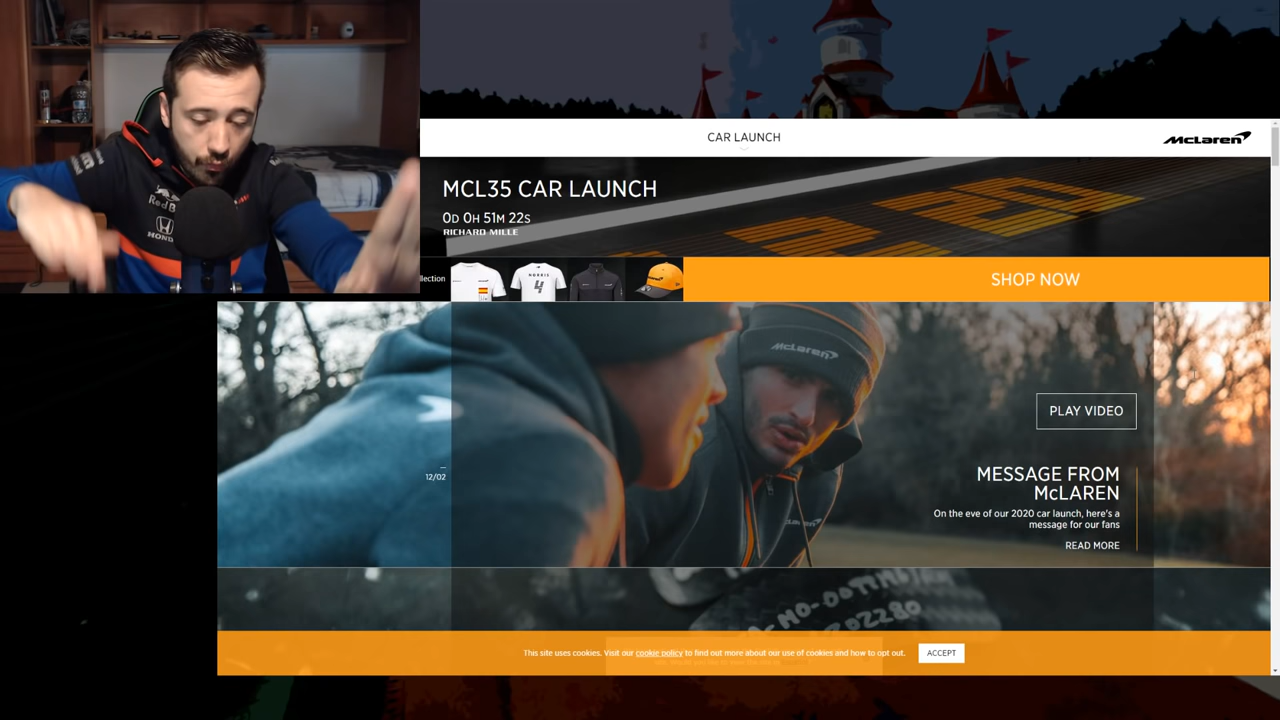 CAR LAUNCH
McLaren
MCL35 CAR LAUNCH
0D 0H 51M 22S
RICHARD MILLE
llection
NORRIS
4
SHOP NOW
Red B
HONDA
McLaren
PLAY VIDEO
12/02
MESSAGE FROM
McLAREN
On the eve of our 2020 car launch, here's a
message for our fans
READ MORE
This site uses cookies. Visit our cookie policy to find out more about our use of cookies and how to opt out.
ACCEPT